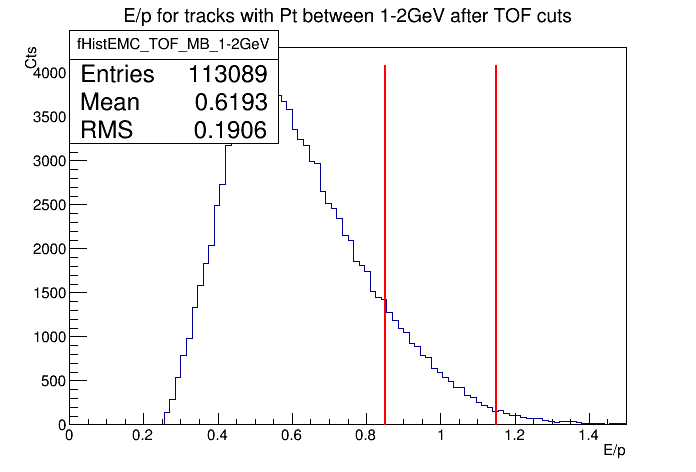 E/p for tracks with Pt between 1-2GeV after TOF cuts
fHistEMC_TOF_MB_1-2GeV
Entries 113089
Mean 0.6193
RMS 0.1906
Cts
4000
3500
3000
2500
2000
1500
1000
500
0
0 0.2 0.4 0.6 0.8 1 1.2 1.4
E/p